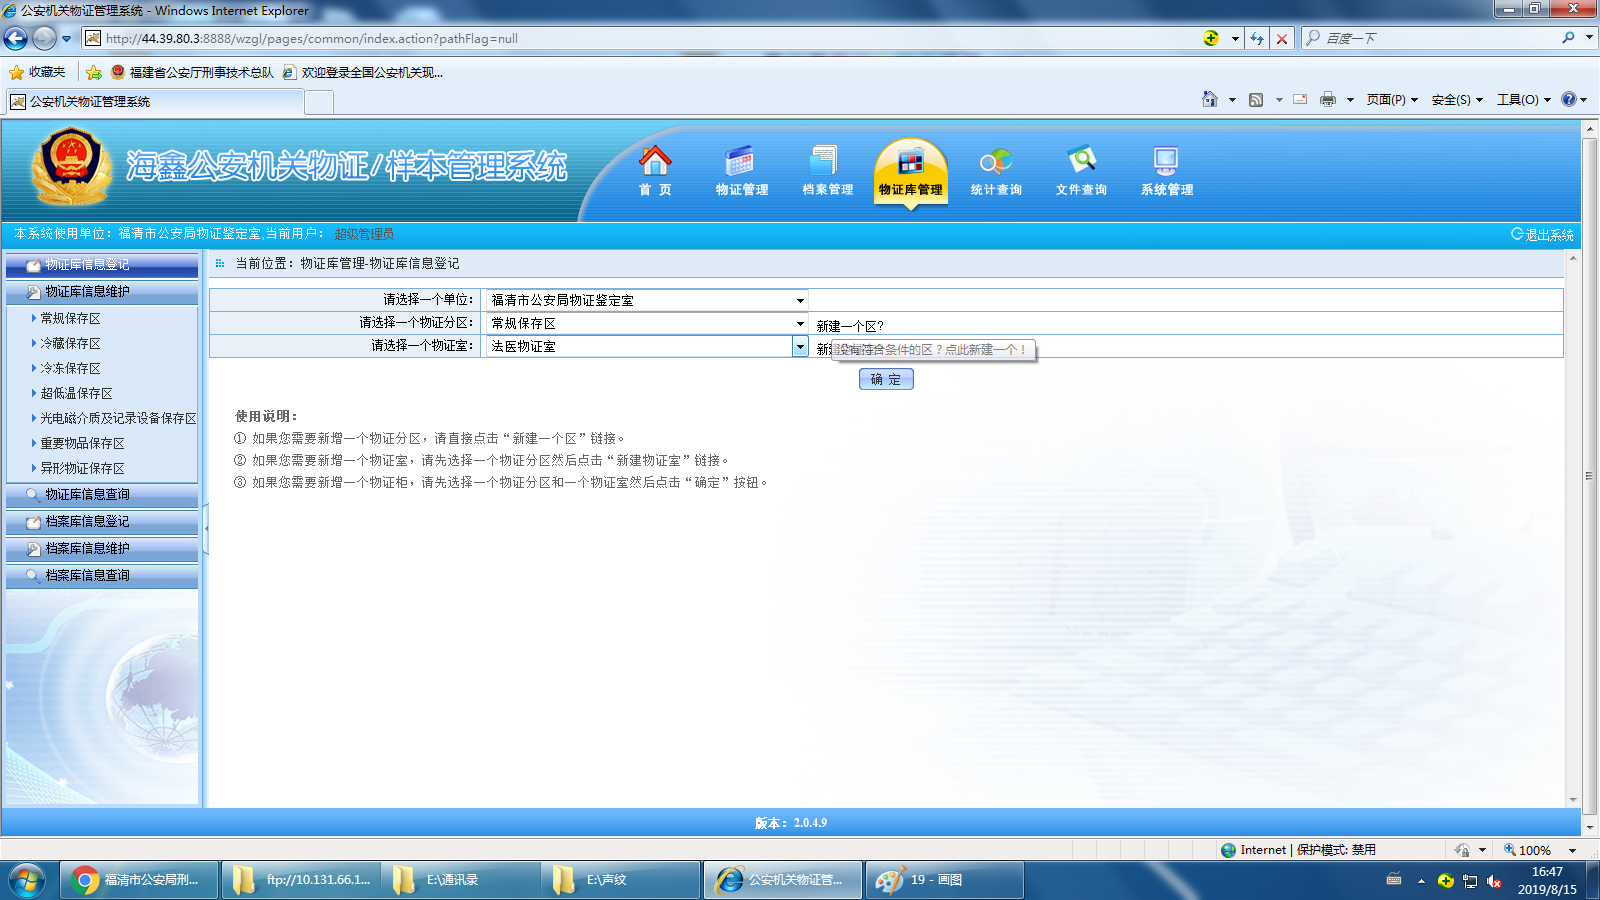 公安机关物证管理系统 - Windows Internet Explorer
http://44.39.80.3:8888/wzgl/pages/common/index.action?pathFlag=null
百度一下
收藏夹
福建省公安厅刑事技术总队
欢迎登录全国公安机关现...
公安机关物证管理系统
页面(P)
安全(S)
工具(O)
海鑫公安机关物证/样本管理系统
首 页
物证管理
档案管理
物证库管理
统计查询
文件查询
系统管理
本系统使用单位：福清市公安局物证鉴定室,当前用户： 超级管理员
退出系统
物证库信息登记
物证库信息维护
常规保存区
冷藏保存区
冷冻保存区
超低温保存区
光电磁介质及记录设备保存区
重要物品保存区
异形物证保存区
物证库信息查询
档案库信息登记
档案库信息维护
档案库信息查询
当前位置：物证库管理-物证库信息登记
请选择一个单位： 福清市公安局物证鉴定室
请选择一个物证分区： 常规保存区 新建一个区?
请选择一个物证室： 法医物证室 新
没有符合条件的区？点此新建一个！
确 定
使用说明：
① 如果您需要新增一个物证分区，请直接点击“新建一个区”链接。
② 如果您需要新增一个物证室，请先选择一个物证分区然后点击“新建物证室”链接。
③ 如果您需要新增一个物证柜，请先选择一个物证分区和一个物证室然后点击“确定”按钮。
版本：2.0.4.9
Internet | 保护模式: 禁用
100%
福清市公安局刑...
ftp://10.131.66.1...
E:\通讯录
E:\声纹
公安机关物证管...
19 - 画图
16:47
2019/8/15